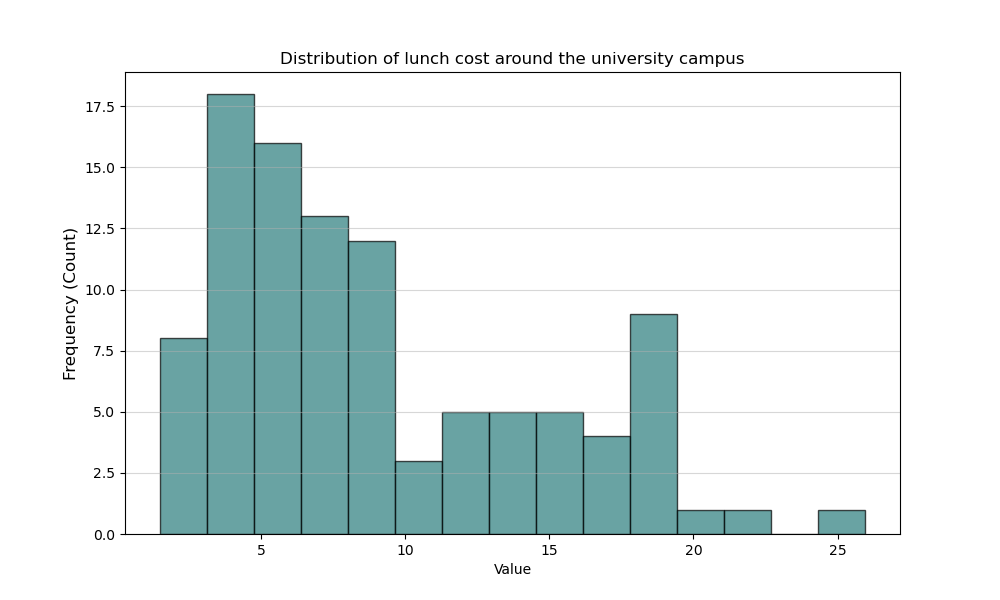 Distribution of lunch cost around the university campus
Frequency (Count)
17.5
15.0
12.5
10.0
7.5
5.0
2.5
0.0
5 10 15 20 25
Value